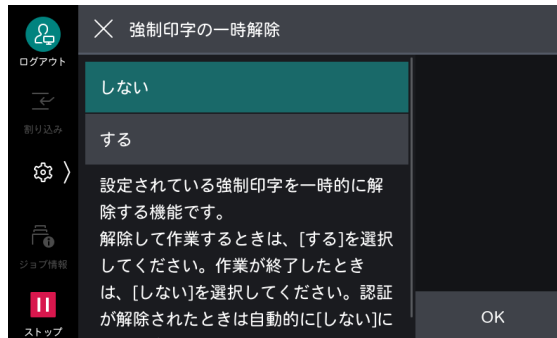 強制印字の一時解除
ログアウト
割り込み
ジョブ情報
ストップ
しない
する
設定されている強制印字を一時的に解
除する機能です。
解除して作業するときは、[する]を選択
してください。作業が終了したとき
は、[しない]を選択してください。認証
が解除されたときは自動的に[しない]に
OK